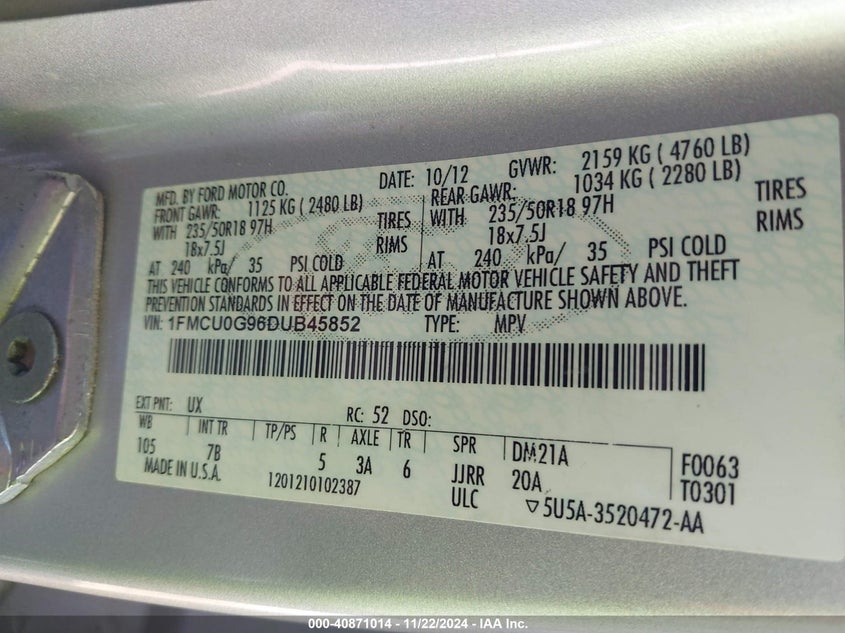 MFD. BY FORD MOTOR CO. DATE: 10/12 GVWR: 2159 KG ( 4760 LB)
FRONT GAWR: 1125 KG ( 2480 LB) REAR GAWR: 1034 KG ( 2280 LB)
WITH 235/50R18 97H TIRES WITH 235/50R18 97H TIRES
18x7.5J RIMS 18x7.5J RIMS
AT 240 kPa/ 35 PSI COLD AT 240 kPa/ 35 PSI COLD
THIS VEHICLE CONFORMS TO ALL APPLICABLE FEDERAL MOTOR VEHICLE SAFETY AND THEFT
PREVENTION STANDARDS IN EFFECT ON THE DATE OF MANUFACTURE SHOWN ABOVE.
VIN: 1FMCU0G96DUB45852 TYPE: MPV
EXT PNT: UX RC: 52 DSO:
WB INT TR TP/PS R AXLE TR SPR DM21A F0063
105 7B 5 3A 6 JJRR 20A T0301
MADE IN U.S.A. 1201210102387 ULC ▽5U5A-3520472-AA
000-40871014 - 11/22/2024 - IAA Inc.